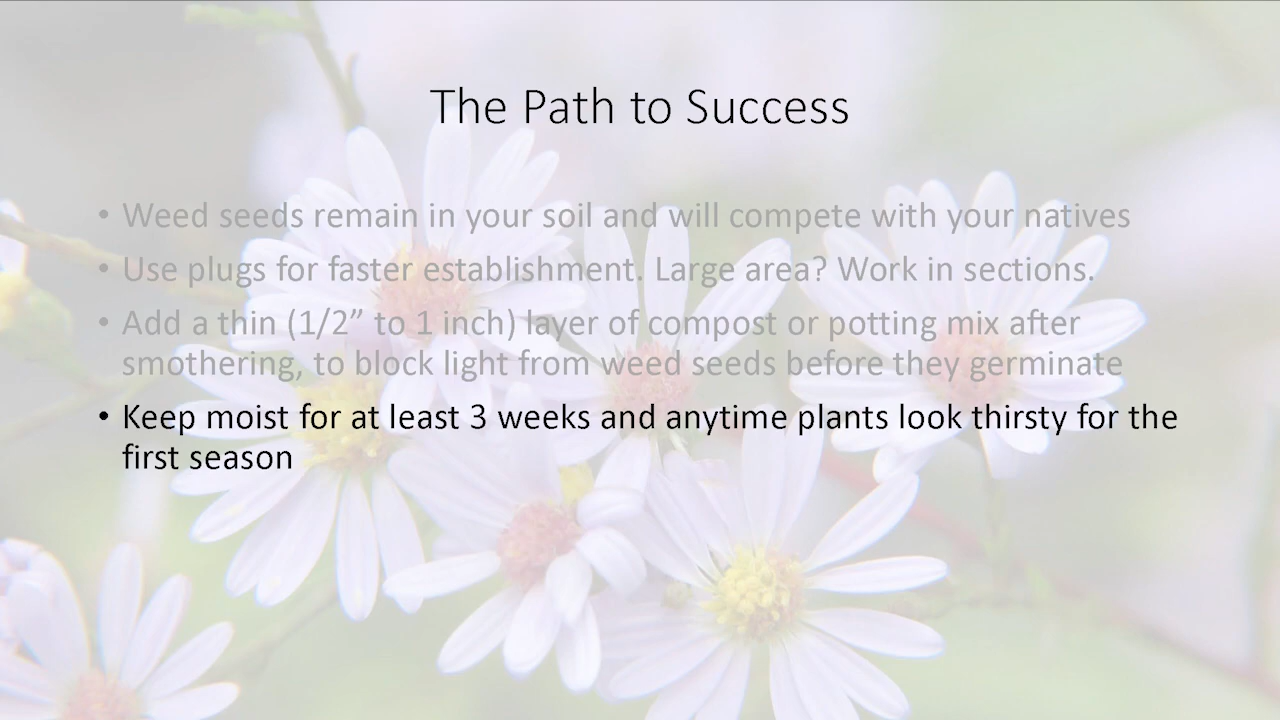 The Path to Success
• Weed seeds remain in your soil and will compete with your natives
• Use plugs for faster establishment. Large area? Work in sections.
• Add a thin (1/2” to 1 inch) layer of compost or potting mix after
smothering, to block light from weed seeds before they germinate
• Keep moist for at least 3 weeks and anytime plants look thirsty for the
first season